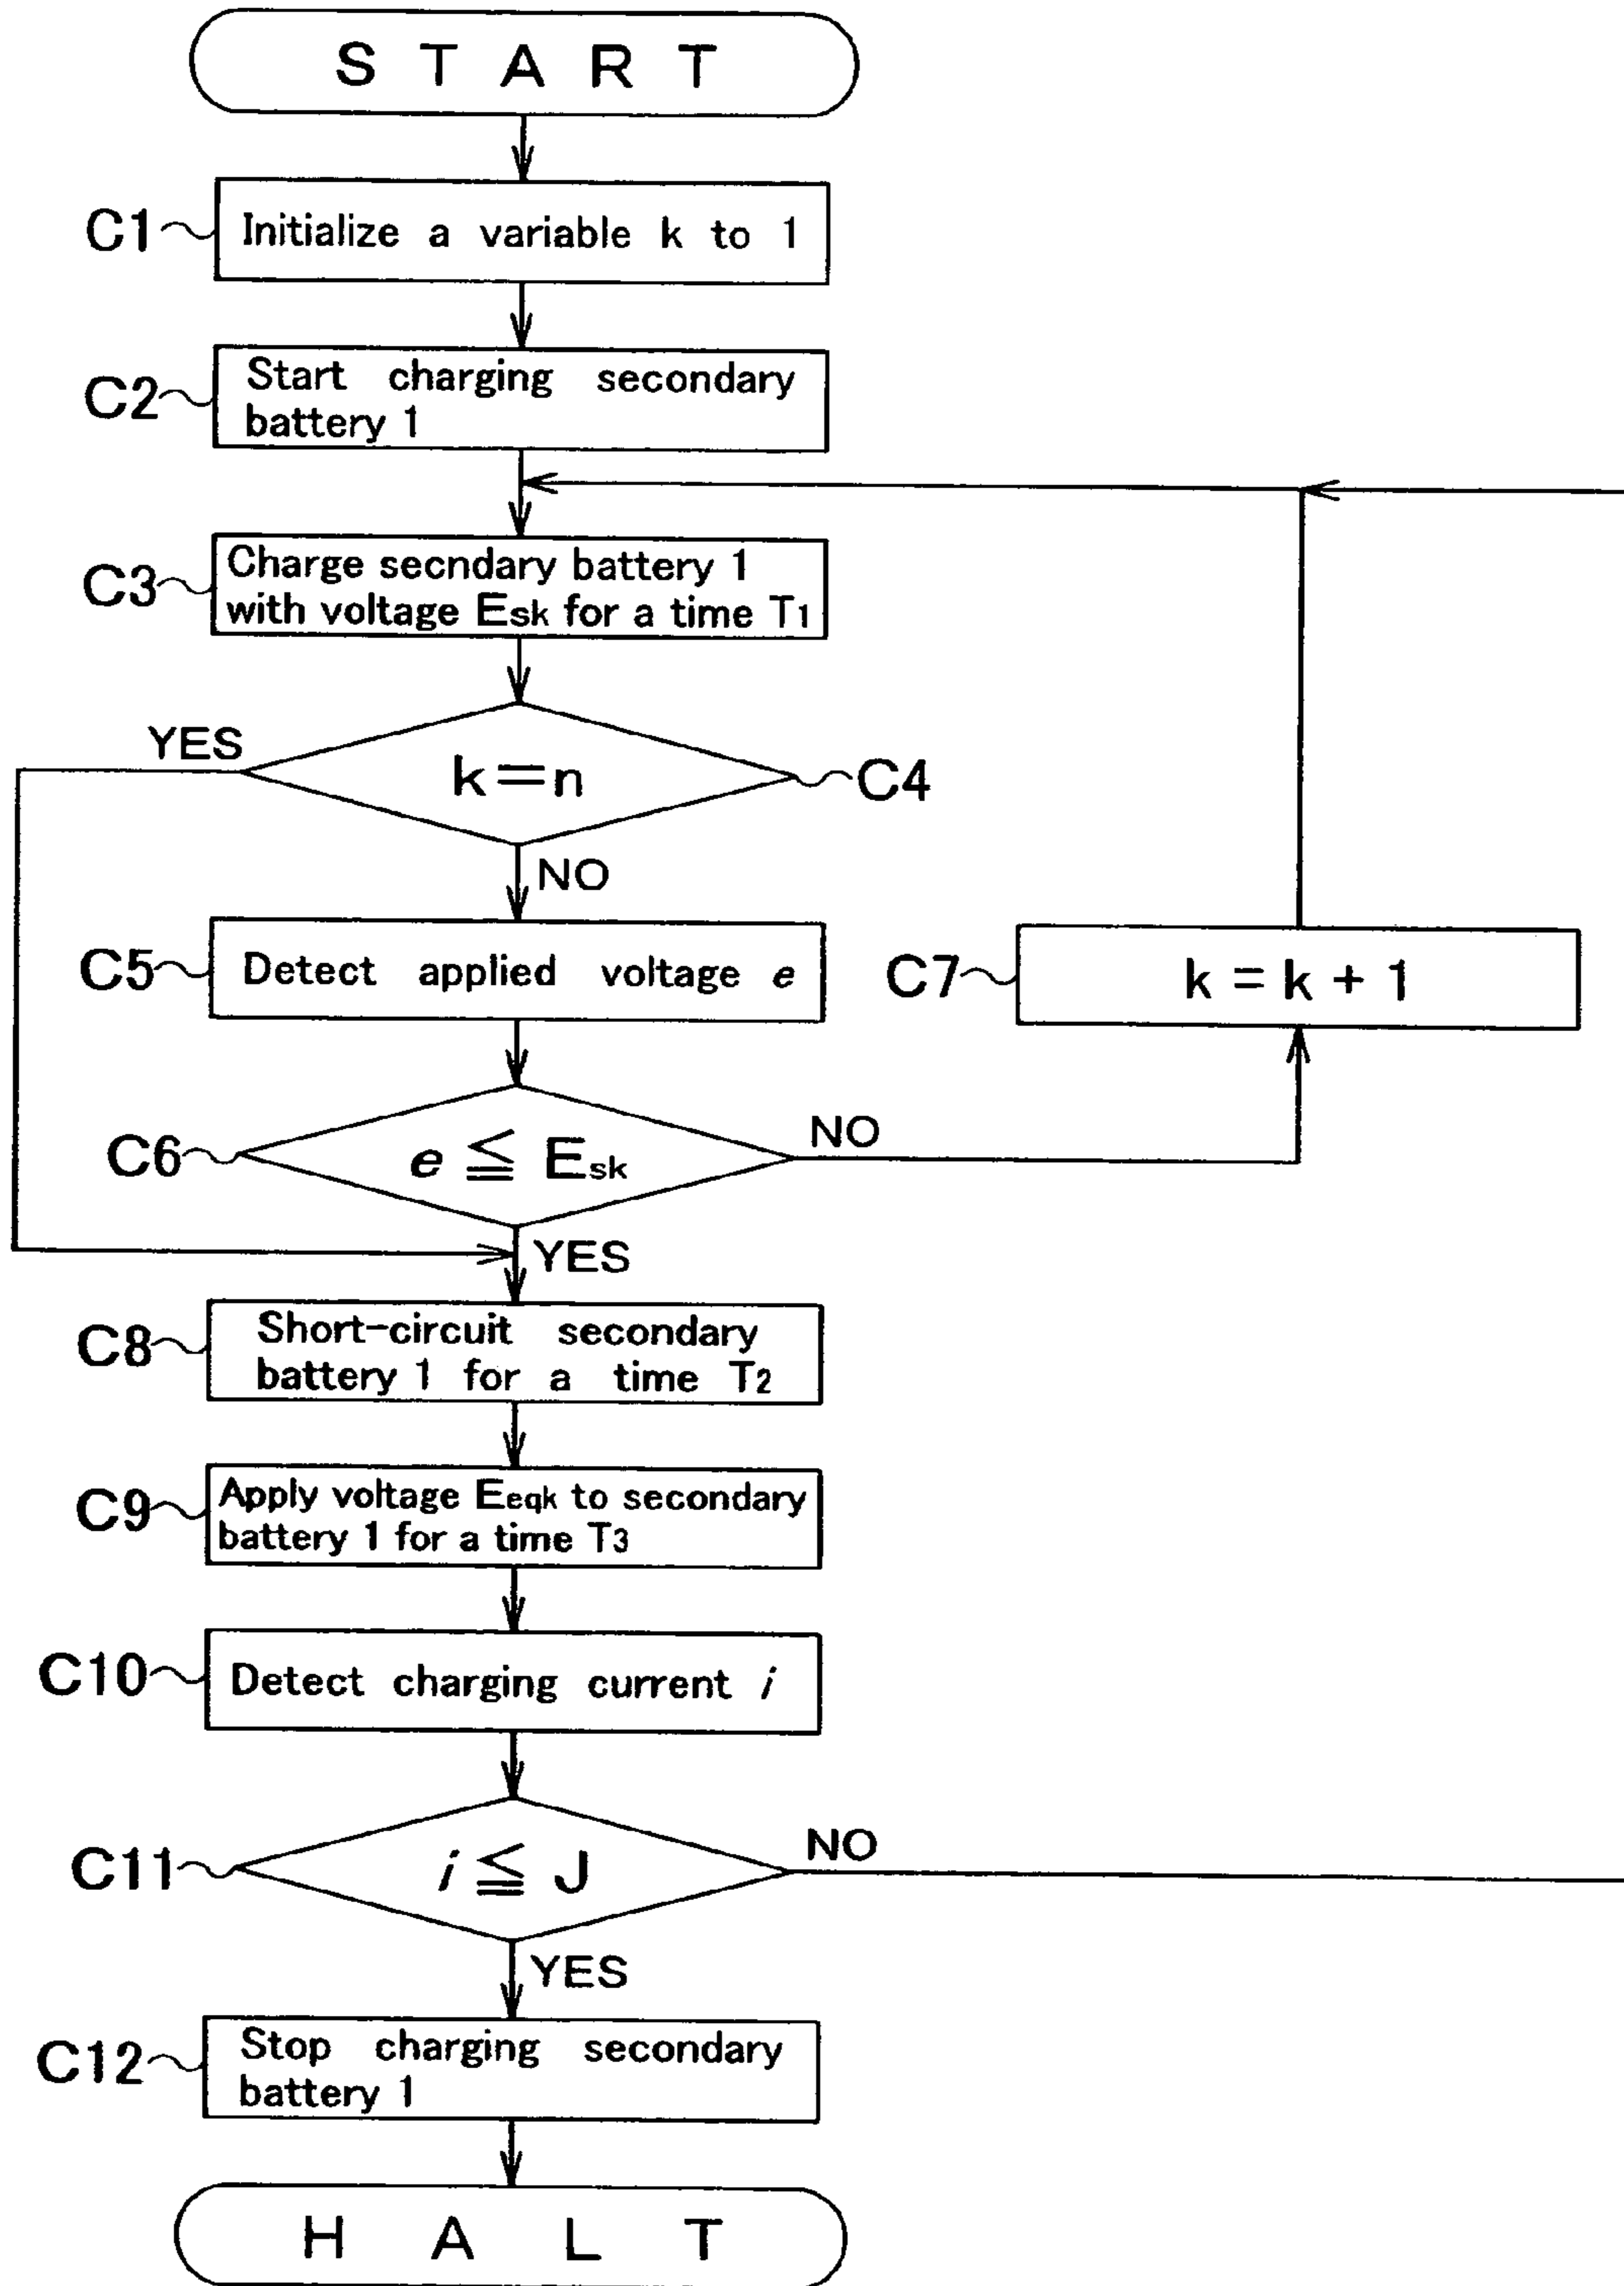 START
C1
Initialize a variable k to 1
C2
Start charging secondary
battery 1
C3
Charge secndary battery 1
with voltage Esk for a time T1
YES
k=n
C4
NO
C5
Detect applied voltage e
C7
k = k + 1
C6
e ≦ Esk
NO
YES
C8
Short-circuit secondary
battery 1 for a time T2
C9
Apply voltage Eeqk to secondary
battery 1 for a time T3
C10
Detect charging current i
C11
i ≦ J
NO
YES
C12
Stop charging secondary
battery 1
HALT